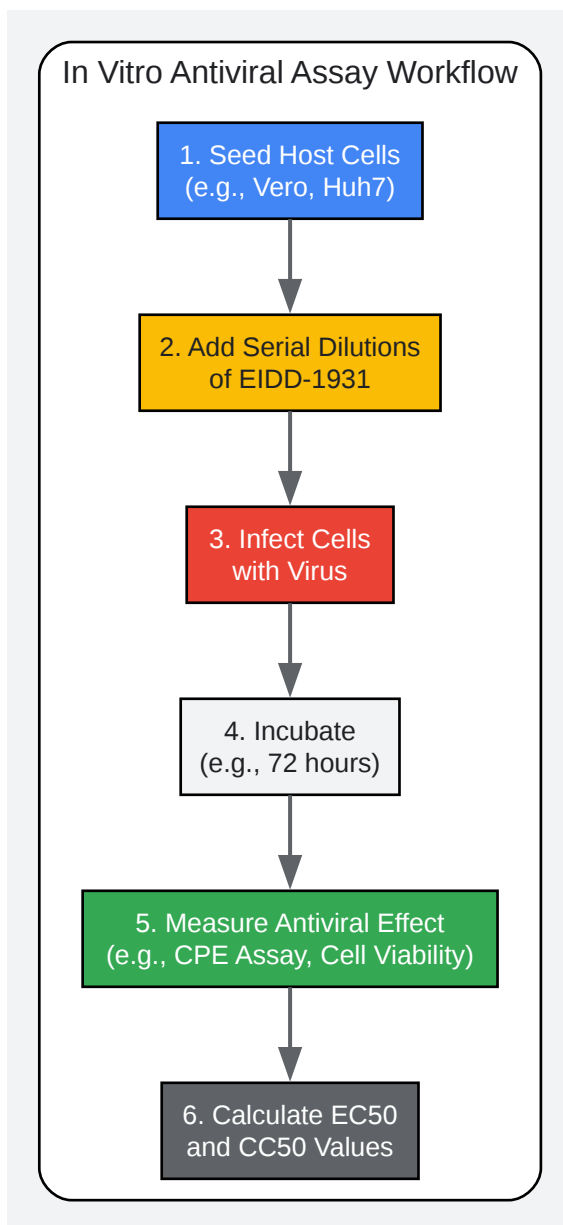 In Vitro Antiviral Assay Workflow
1. Seed Host Cells
(e.g., Vero, Huh7)
2. Add Serial Dilutions
of EIDD-1931
3. Infect Cells
with Virus
4. Incubate
(e.g., 72 hours)
5. Measure Antiviral Effect
(e.g., CPE Assay, Cell Viability)
6. Calculate EC50
and CC50 Values